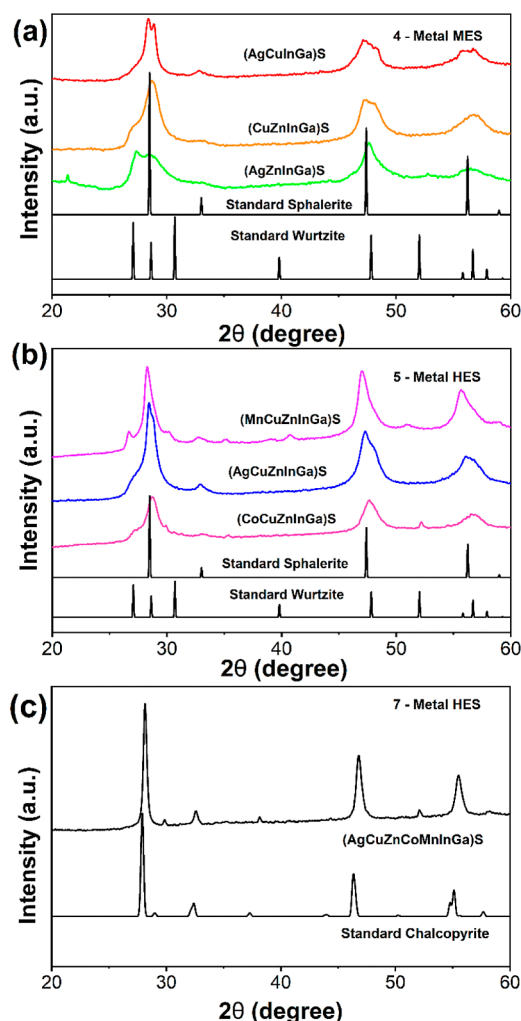 (a)
4 - Metal MES
(AgCuInGa)S
(CuZnInGa)S
(AgZnInGa)S
Standard Sphalerite
Standard Wurtzite
Intensity (a.u.)
20 30 40 50 60
2θ (degree)
(b)
5 - Metal HES
(MnCuZnInGa)S
(AgCuZnInGa)S
(CoCuZnInGa)S
Standard Sphalerite
Standard Wurtzite
Intensity (a.u.)
20 30 40 50 60
2θ (degree)
(c)
7 - Metal HES
(AgCuZnCoMnInGa)S
Standard Chalcopyrite
Intensity (a.u.)
20 30 40 50 60
2θ (degree)